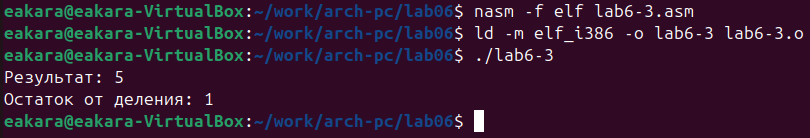 eakara@eakara-VirtualBox:~/work/arch-pc/lab06$ nasm -f elf lab6-3.asm
eakara@eakara-VirtualBox:~/work/arch-pc/lab06$ ld -m elf_i386 -o lab6-3 lab6-3.o
eakara@eakara-VirtualBox:~/work/arch-pc/lab06$ ./lab6-3
Результат: 5
Остаток от деления: 1
eakara@eakara-VirtualBox:~/work/arch-pc/lab06$